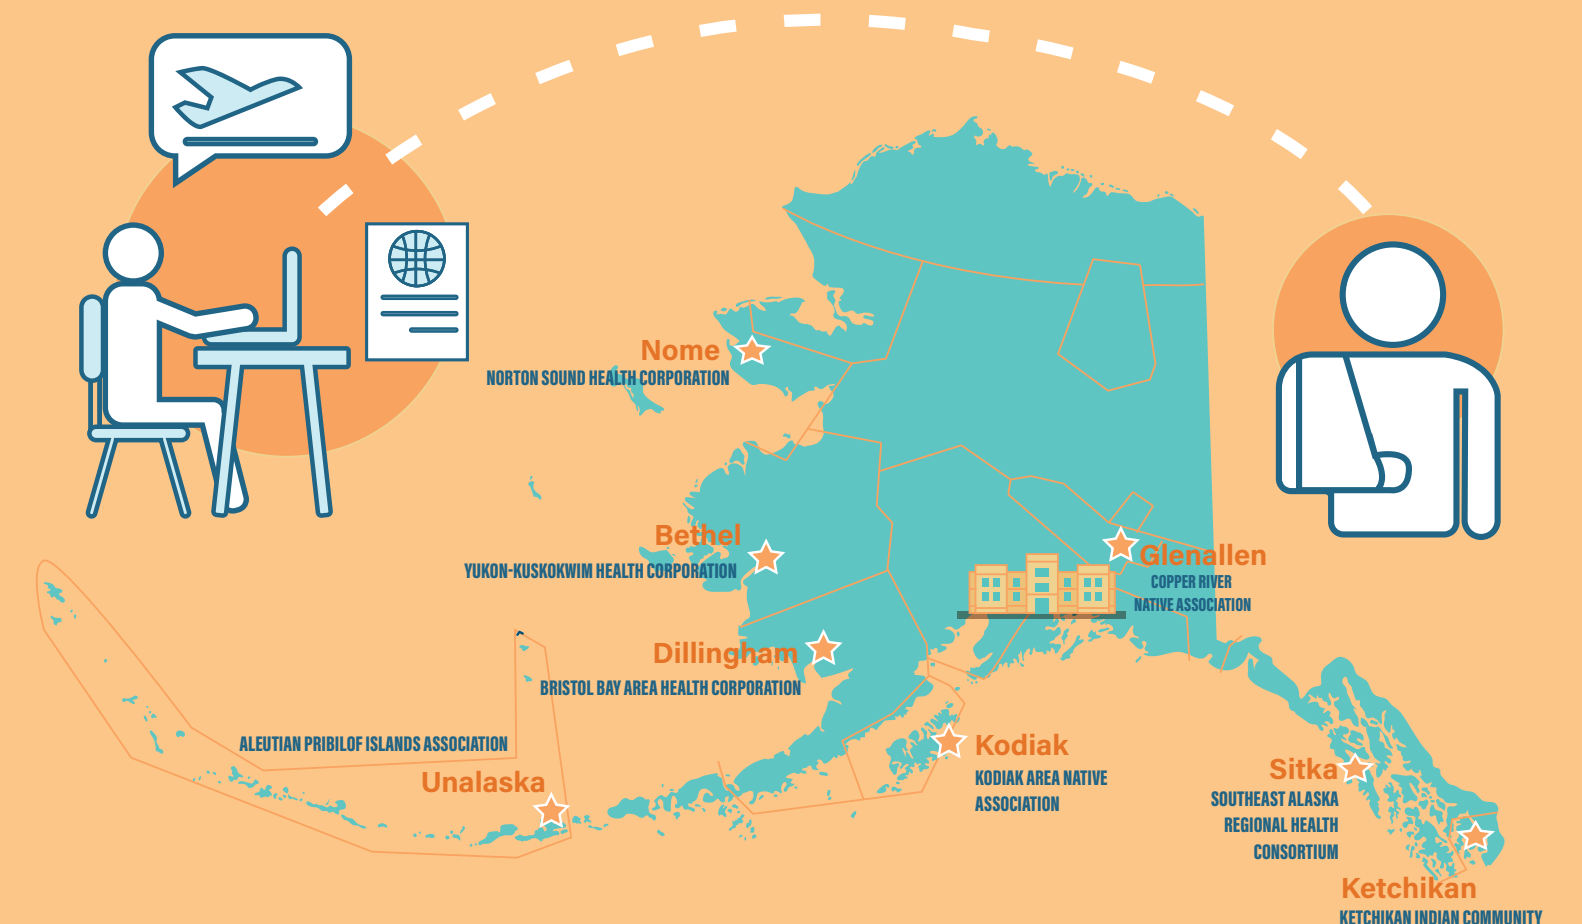 Nome
NORTON SOUND HEALTH CORPORATION
Bethel
YUKON-KUSKOKWIM HEALTH CORPORATION
Glenallen
COPPER RIVER
NATIVE ASSOCIATION
Dillingham
BRISTOL BAY AREA HEALTH CORPORATION
ALEUTIAN PRIBILOF ISLANDS ASSOCIATION
Unalaska
Kodiak
KODIAK AREA NATIVE
ASSOCIATION
Sitka
SOUTHEAST ALASKA
REGIONAL HEALTH
CONSORTIUM
Ketchikan
KETCHIKAN INDIAN COMMUNITY